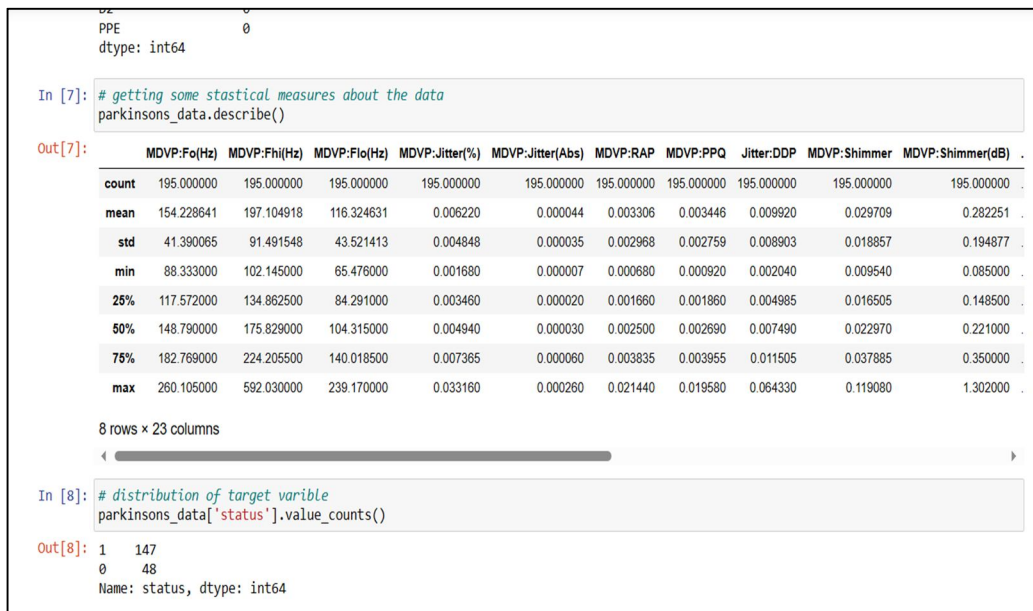 PPE 0
dtype: int64
In [7]: # getting some stastical measures about the data
parkinsons_data.describe()
Out[7]:
MDVP:Fo(Hz) MDVP:Fhi(Hz) MDVP:Flo(Hz) MDVP:Jitter(%) MDVP:Jitter(Abs) MDVP:RAP MDVP:PPQ Jitter:DDP MDVP:Shimmer MDVP:Shimmer(dB) .
count 195.000000 195.000000 195.000000 195.000000 195.000000 195.000000 195.000000 195.000000 195.000000 195.000000 .
mean 154.228641 197.104918 116.324631 0.006220 0.000044 0.003306 0.003446 0.009920 0.029709 0.282251 .
std 41.390065 91.491548 43.521413 0.004848 0.000035 0.002968 0.002759 0.008903 0.018857 0.194877 .
min 88.333000 102.145000 65.476000 0.001680 0.000007 0.000680 0.000920 0.002040 0.009540 0.085000 .
25% 117.572000 134.862500 84.291000 0.003460 0.000020 0.001660 0.001860 0.004985 0.016505 0.148500 .
50% 148.790000 175.829000 104.315000 0.004940 0.000030 0.002500 0.002690 0.007490 0.022970 0.221000 .
75% 182.769000 224.205500 140.018500 0.007365 0.000060 0.003835 0.003955 0.011505 0.037885 0.350000 .
max 260.105000 592.030000 239.170000 0.033160 0.000260 0.021440 0.019580 0.064330 0.119080 1.302000 .
8 rows × 23 columns
In [8]: # distribution of target varible
parkinsons_data['status'].value_counts()
Out[8]: 1 147
0 48
Name: status, dtype: int64